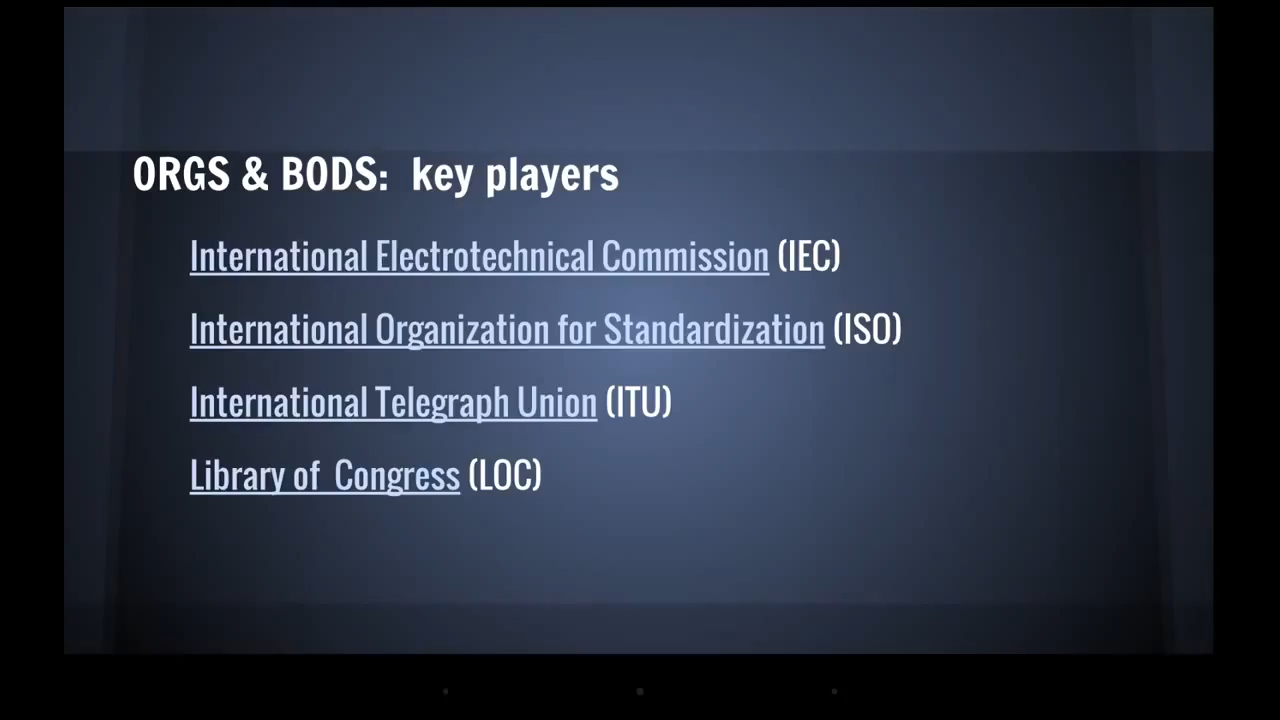 ORGS & BODS:  key players
International Electrotechnical Commission (IEC)
International Organization for Standardization (ISO)
International Telegraph Union (ITU)
Library of  Congress (LOC)